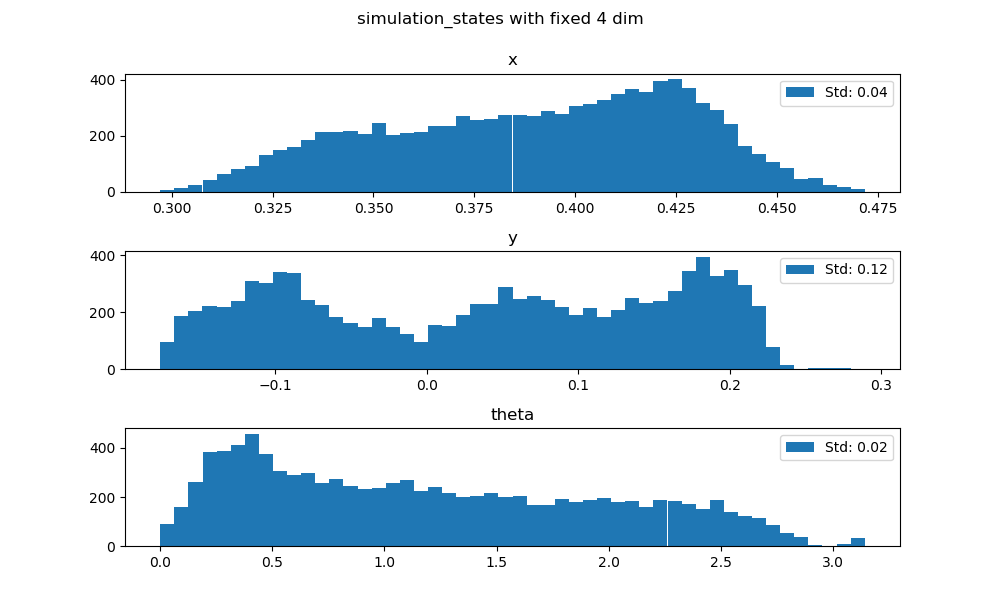 simulation_states with fixed 4 dim
x
400
200
0
Std: 0.04
0.300 0.325 0.350 0.375 0.400 0.425 0.450 0.475
y
400
200
0
Std: 0.12
−0.1 0.0 0.1 0.2 0.3
theta
400
200
0
Std: 0.02
0.0 0.5 1.0 1.5 2.0 2.5 3.0